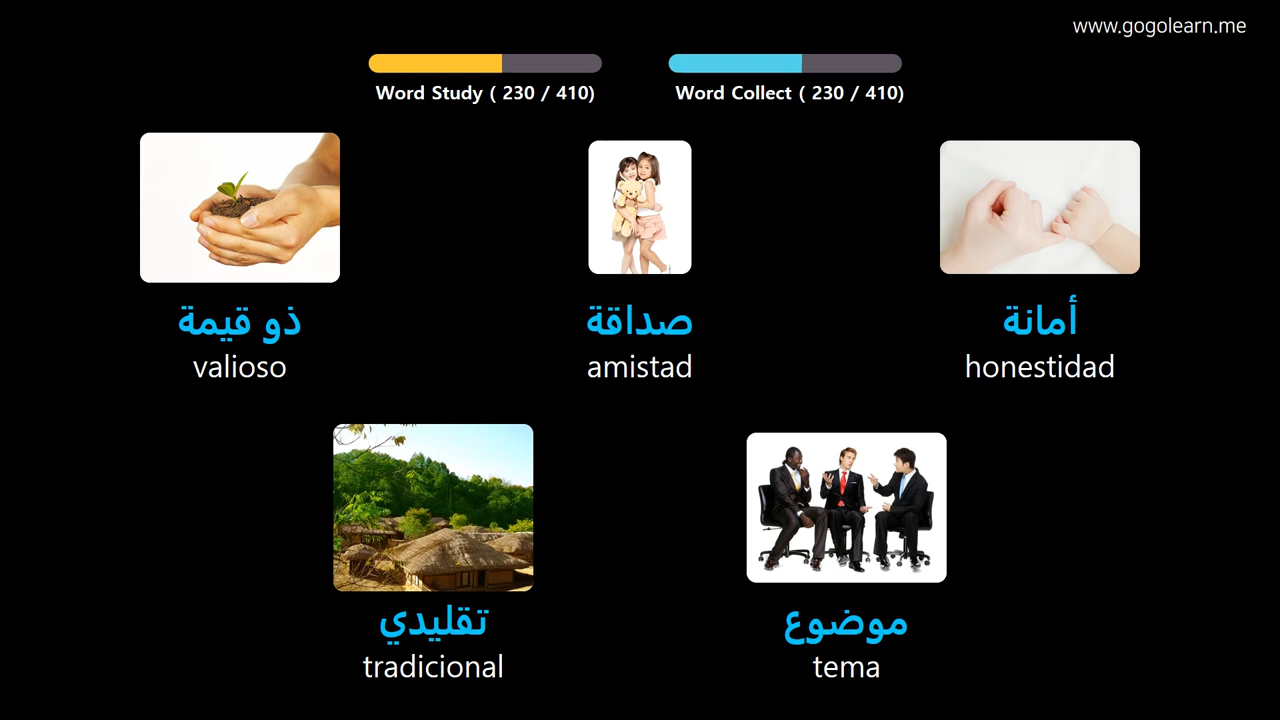 www.gogolearn.me
Word Study ( 230 / 410)
Word Collect ( 230 / 410)
ذو قيمة
valioso
صداقة
amistad
أمانة
honestidad
تقليدي
tradicional
موضوع
tema